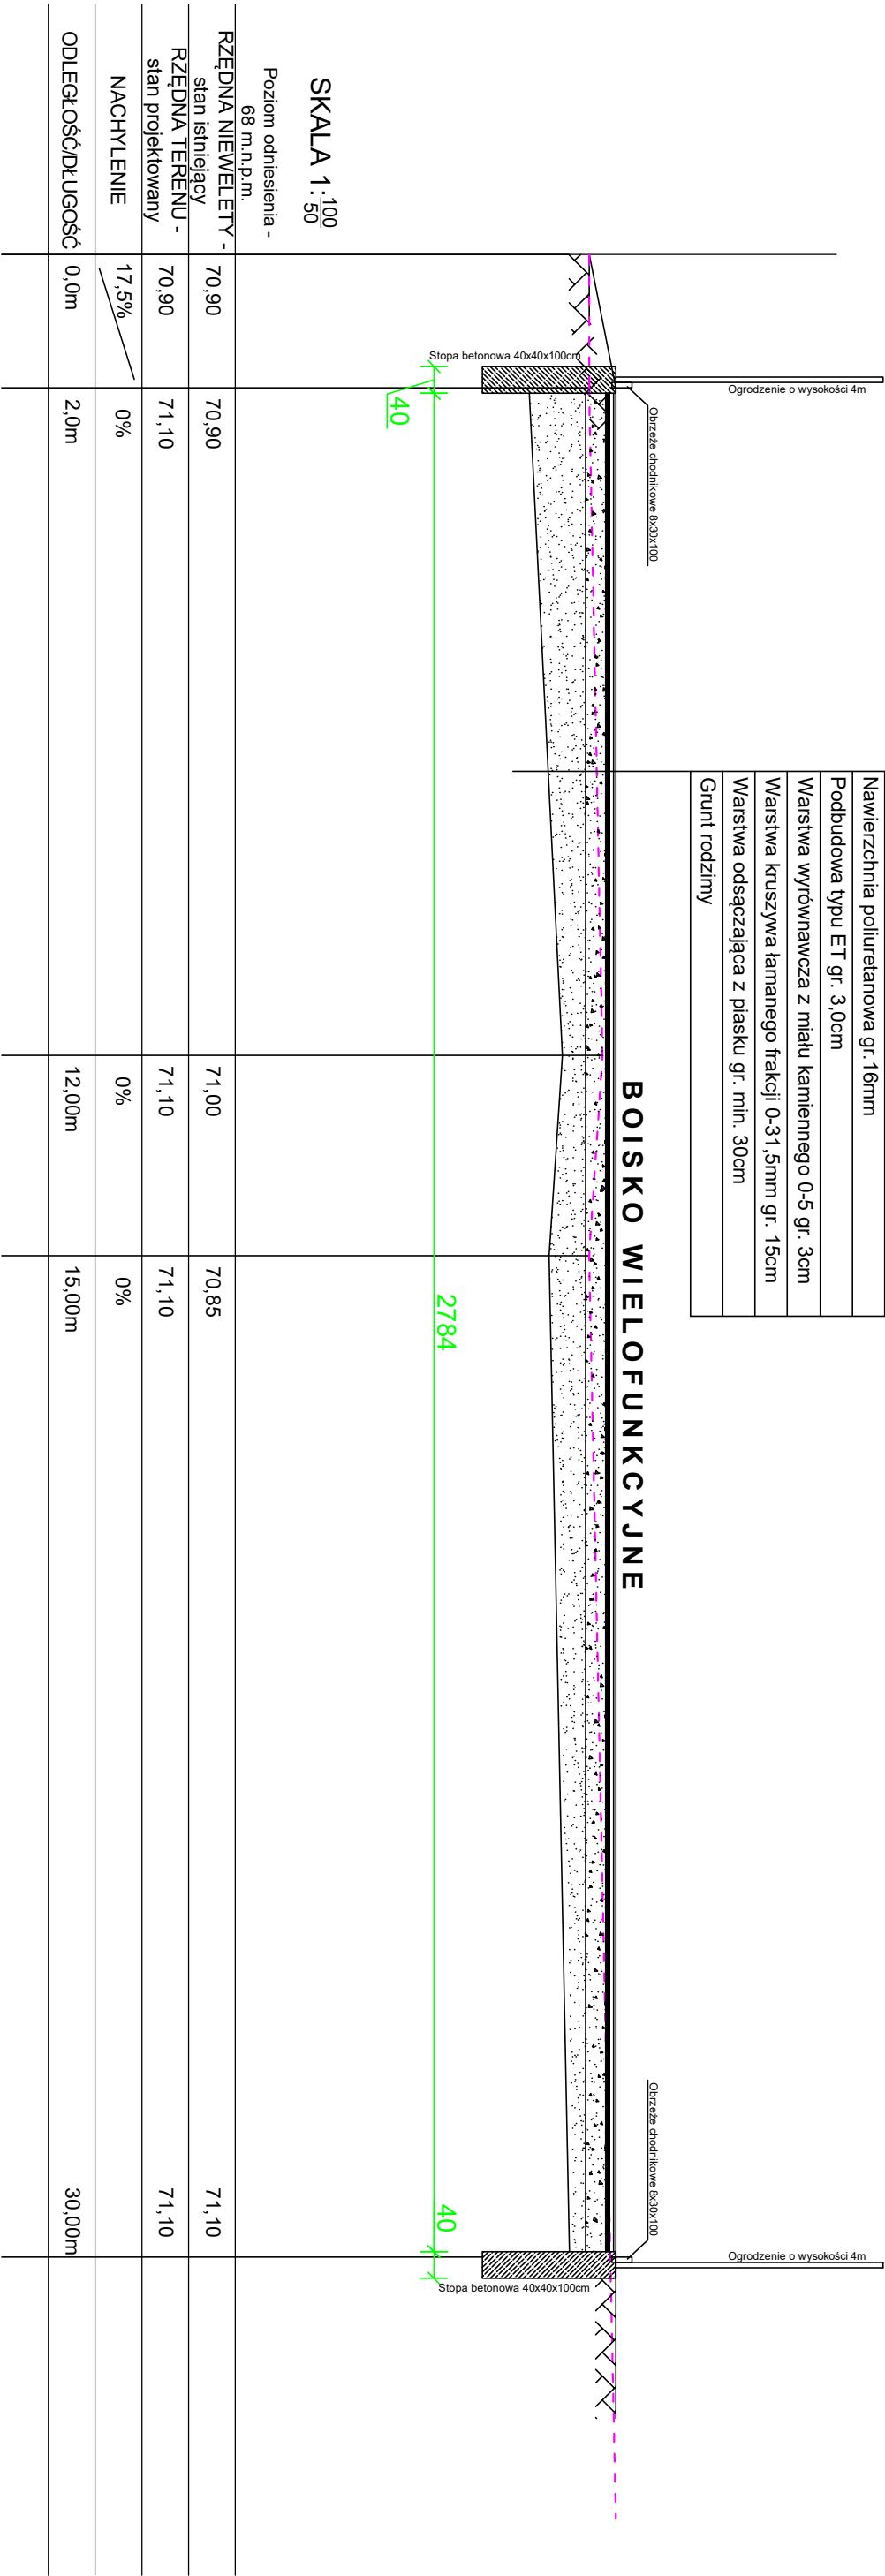 Nawierzchnia poliuretanowa gr.16mm
Podbudowa typu ET gr. 3,0cm
Warstwa wyrównawcza z miału kamiennego 0-5 gr. 3cm
Warstwa kruszywa łamanego frakcji 0-31,5mm gr. 15cm
Warstwa odsączająca z piasku gr. min. 30cm
Grunt rodzimy
Ogrodzenie o wysokości 4m
Ogrodzenie o wysokości 4m
Obrzeże chodnikowe 8x30x100
Obrzeże chodnikowe 8x30x100
BOISKO WIELOFUNKCYJNE
Stopa betonowa 40x40x100cm
Stopa betonowa 40x40x100cm
40
2784
40
SKALA 1:100
50
Poziom odniesienia -
68 m.n.p.m.
RZĘDNA NIEWELETY - 70,90 70,90 71,00 70,85 71,10
stan istniejący
RZĘDNA TERENU - 70,90 71,10 71,10 71,10 71,10
stan projektowany
NACHYLENIE 17,5% 0% 0% 0%
ODLEGŁOŚĆ/DŁUGOŚĆ 0,0m 2,0m 12,00m 15,00m 30,00m